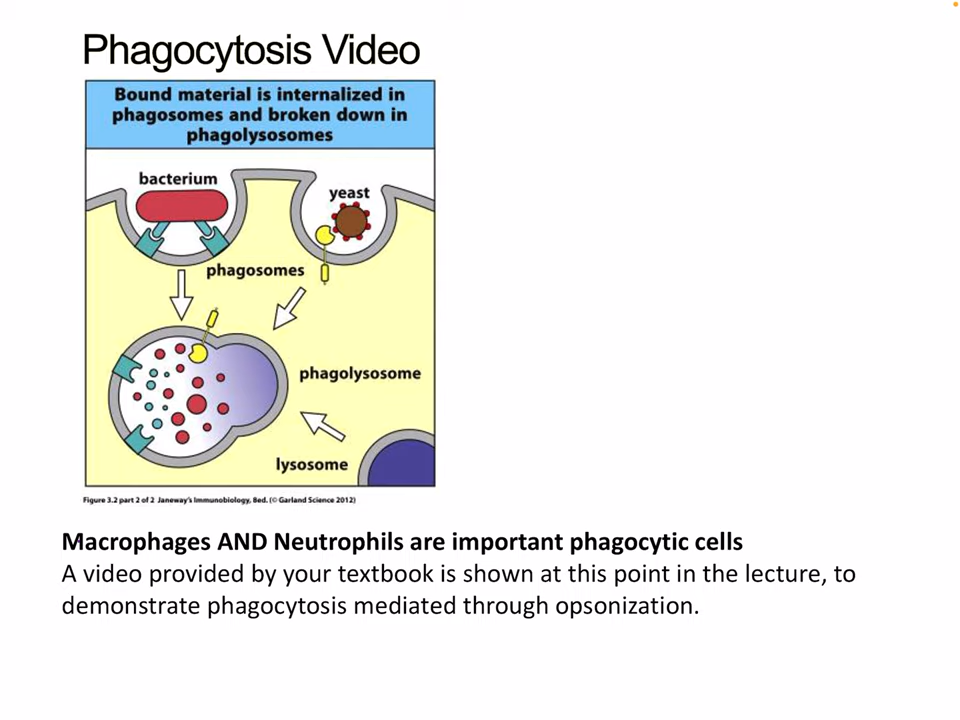 Phagocytosis Video
Bound material is internalized in
phagosomes and broken down in
phagolysosomes
bacterium
yeast
phagosomes
phagolysosome
lysosome
Figure 3.2 part 2 of 2 Janeway's Immunobiology, 8ed. (© Garland Science 2012)
Macrophages AND Neutrophils are important phagocytic cells
A video provided by your textbook is shown at this point in the lecture, to
demonstrate phagocytosis mediated through opsonization.